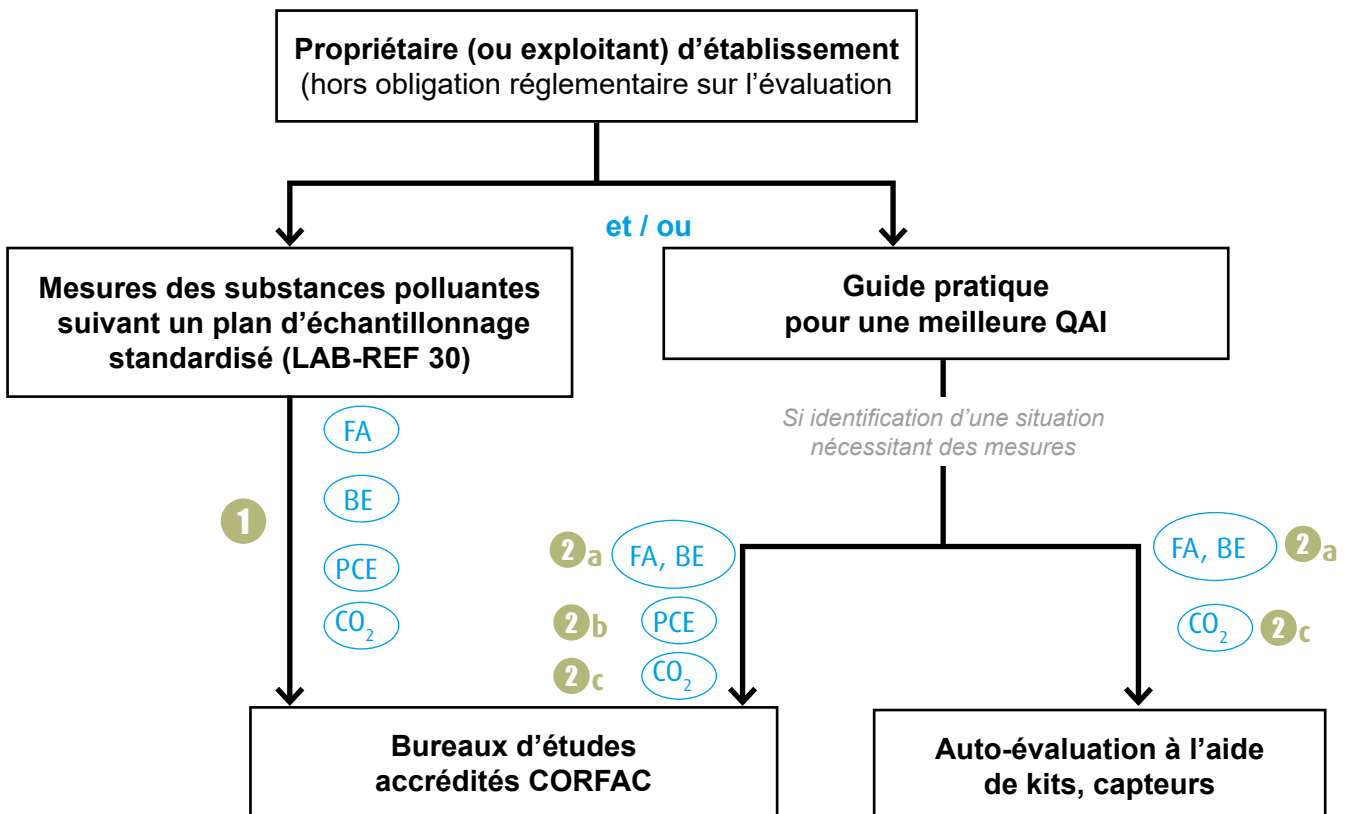 Propriétaire (ou exploitant) d’établissement
(hors obligation réglementaire sur l’évaluation
et / ou
Mesures des substances polluantes
suivant un plan d’échantillonnage
standardisé (LAB-REF 30)
Guide pratique
pour une meilleure QAI
Si identification d’une situation
nécessitant des mesures
1
FA
BE
PCE
CO₂
2a FA, BE
2b PCE
2c CO₂
FA, BE 2a
CO₂ 2c
Bureaux d’études
accrédités CORFAC
Auto-évaluation à l’aide
de kits, capteurs